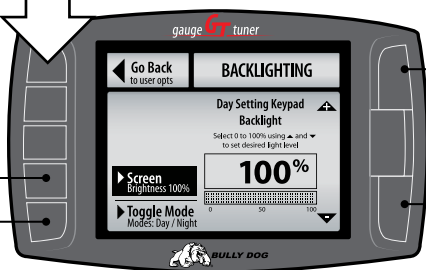 gauge GT tuner
Go Back
to user opts
BACKLIGHTING
Day Setting Keypad
Backlight
Select 0 to 100% using ▲ and ▼
to set desired light level
100%
0 50 100
Screen
Brightness 100%
Toggle Mode
Modes: Day / Night
BULLY DOG